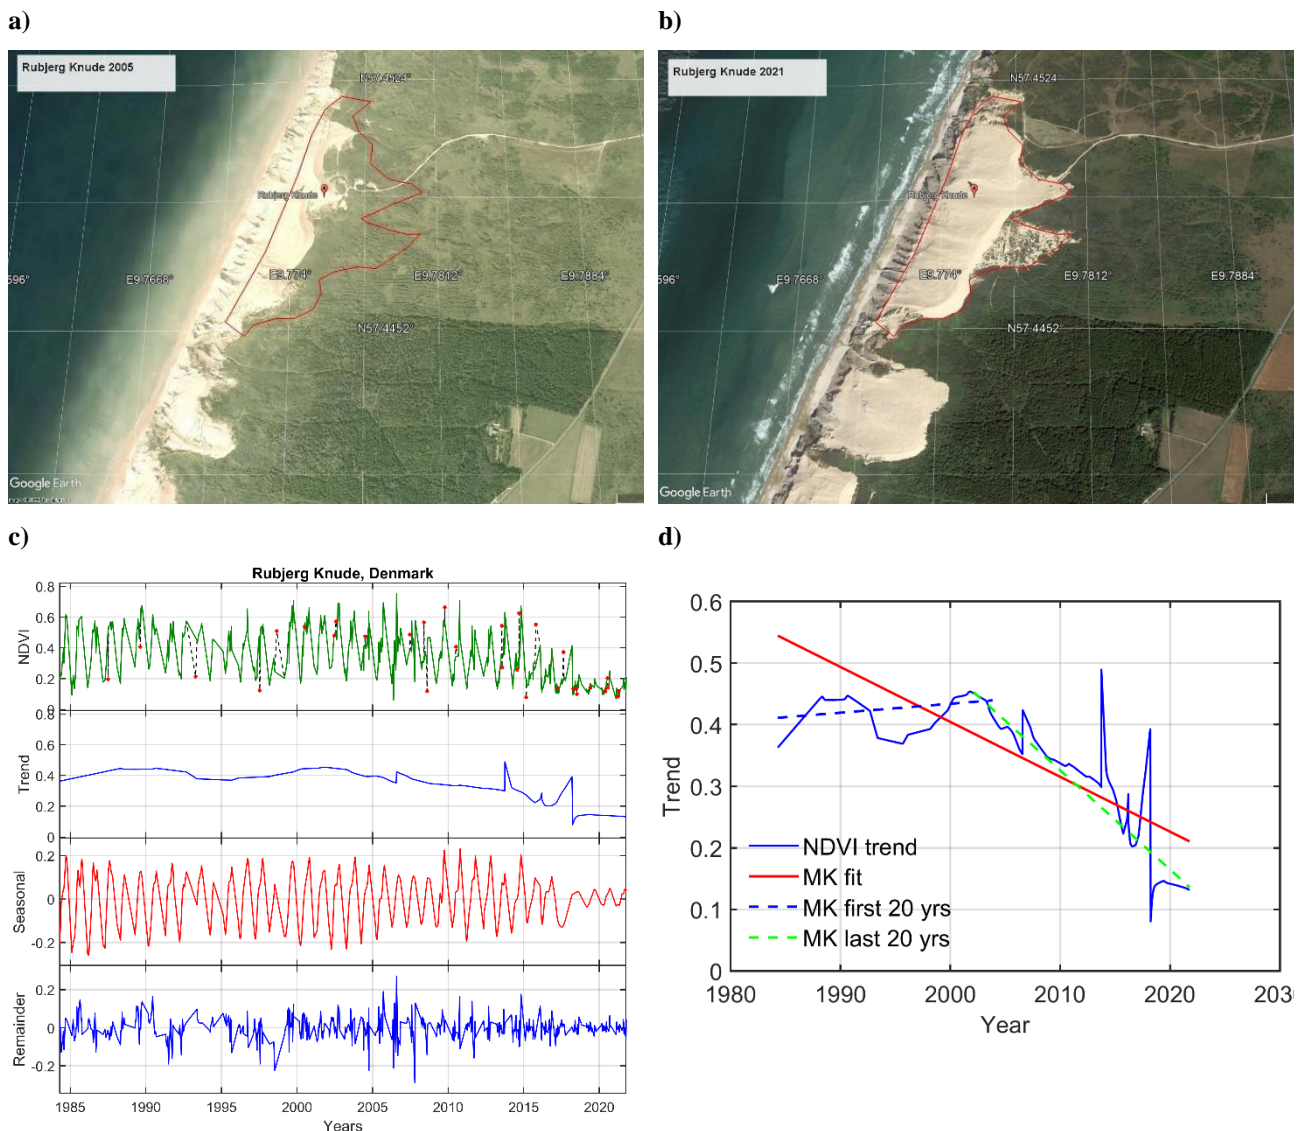 a)
b)
Rubjerg Knude 2005
N57.4524°
Rubjerg Knude
596°
E9.7668°
E9.774°
E9.7812°
E9.7884°
N57.4452°
Google Earth
Rubjerg Knude 2021
N57.4524
Rubjerg Knude
596°
E9.7668°
E9.774°
E9.7812°
E9.7884
N57.4452°
Google Earth
c)
d)
Rubjerg Knude, Denmark
0.8
0.6
0.4
0.2
0
NDVI
0.8
0.6
0.4
0.2
0
Trend
0.2
0
-0.2
Seasonal
0.2
0
-0.2
Remainder
1985 1990 1995 2000 2005 2010 2015 2020
Years
0.6
0.5
0.4
0.3
0.2
0.1
0
Trend
NDVI trend
MK fit
MK first 20 yrs
MK last 20 yrs
1980 1990 2000 2010 2020 2030
Year